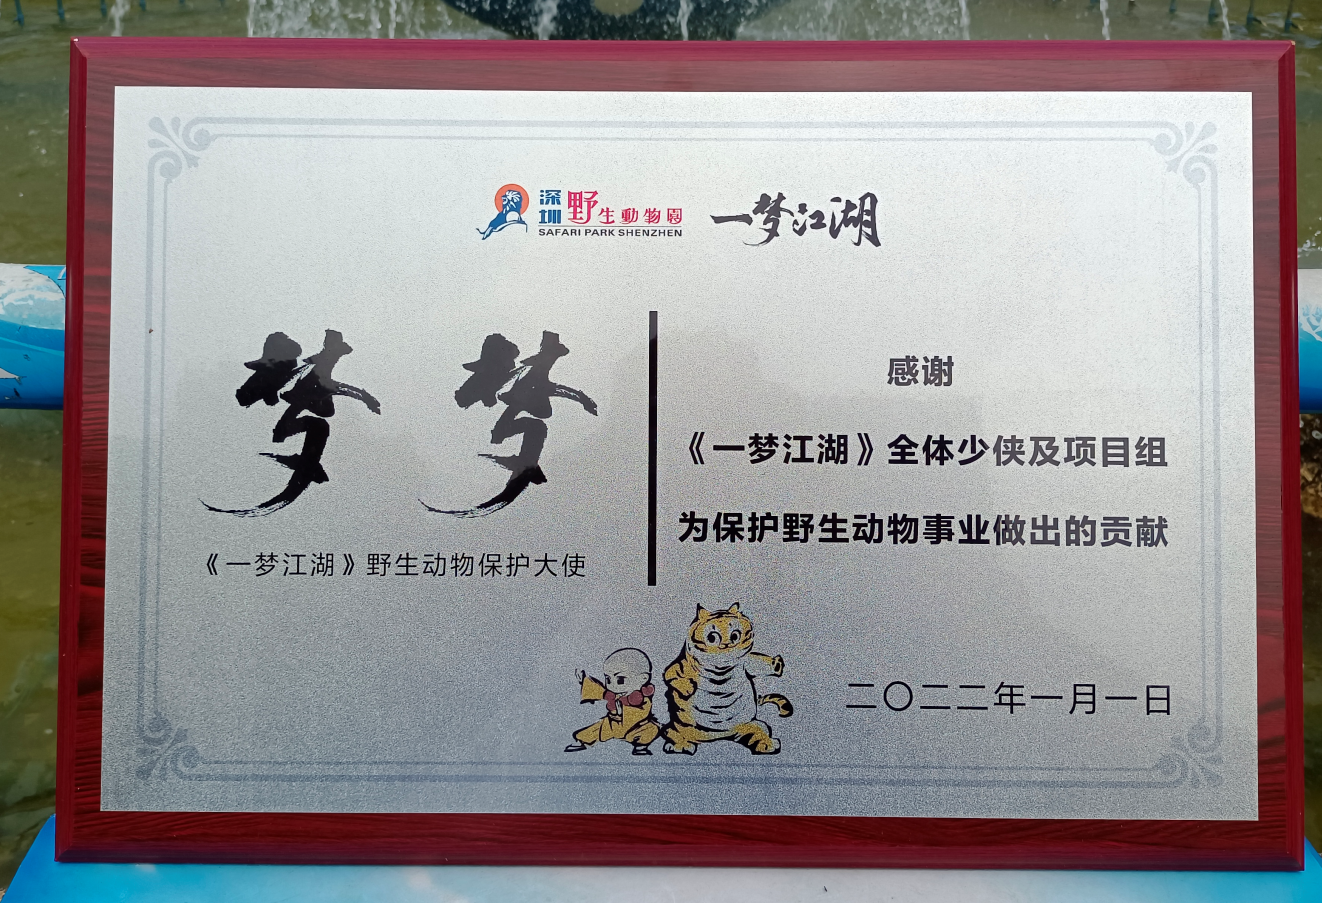 深圳野生動物園
SAFARI PARK SHENZHEN
一梦江湖
梦梦
《一梦江湖》野生动物保护大使
感谢
《一梦江湖》全体少侠及项目组
为保护野生动物事业做出的贡献
二〇二二年一月一日